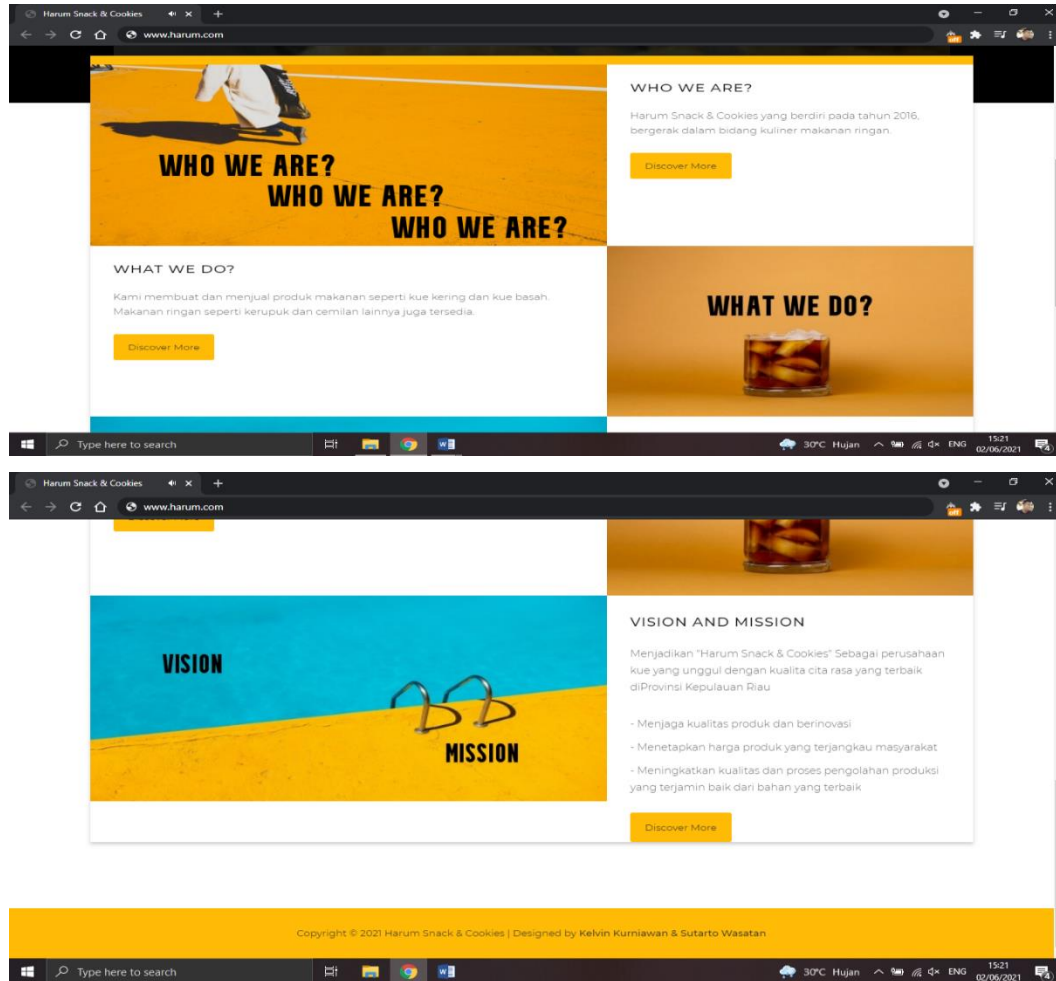 Harum Snack & Cookies
www.harum.com
off
WHO WE ARE?
WHO WE ARE?
WHO WE ARE?
WHO WE ARE?
Harum Snack & Cookies yang berdiri pada tahun 2016,
bergerak dalam bidang kuliner makanan ringan.
Discover More
WHAT WE DO?
Kami membuat dan menjual produk makanan seperti kue kering dan kue basah.
Makanan ringan seperti kerupuk dan cemilan lainnya juga tersedia.
Discover More
WHAT WE DO?
Type here to search
30°C Hujan
ENG
15:21
02/06/2021
4
Harum Snack & Cookies
www.harum.com
off
VISION
MISSION
VISION AND MISSION
Menjadikan "Harum Snack & Cookies" Sebagai perusahaan
kue yang unggul dengan kualita cita rasa yang terbaik
diProvinsi Kepulauan Riau
- Menjaga kualitas produk dan berinovasi
- Menetapkan harga produk yang terjangkau masyarakat
- Meningkatkan kualitas dan proses pengolahan produksi
yang terjamin baik dari bahan yang terbaik
Discover More
Copyright © 2021 Harum Snack & Cookies | Designed by Kelvin Kurniawan & Sutarto Wasatan
Type here to search
30°C Hujan
ENG
15:21
02/06/2021
4